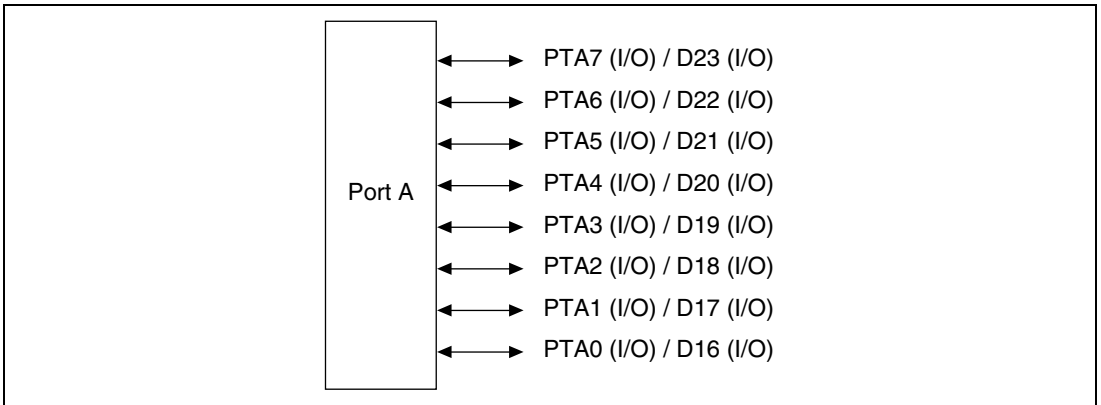 Port A
PTA7 (I/O) / D23 (I/O)
PTA6 (I/O) / D22 (I/O)
PTA5 (I/O) / D21 (I/O)
PTA4 (I/O) / D20 (I/O)
PTA3 (I/O) / D19 (I/O)
PTA2 (I/O) / D18 (I/O)
PTA1 (I/O) / D17 (I/O)
PTA0 (I/O) / D16 (I/O)